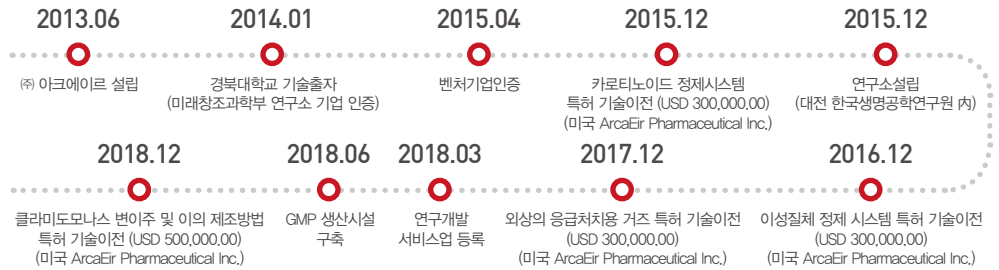 2013.06
㈜ 아크에이르 설립
2014.01
경북대학교 기술출자
(미래창조과학부 연구소 기업 인증)
2015.04
벤처기업인증
2015.12
카로티노이드 정제시스템
특허 기술이전 (USD 300,000.00)
(미국 ArcaEir Pharmaceutical Inc.)
2015.12
연구소설립
(대전 한국생명공학연구원 內)
2016.12
이성질체 정제 시스템 특허 기술이전
(USD 300,000.00)
(미국 ArcaEir Pharmaceutical Inc.)
2017.12
외상의 응급처치용 거즈 특허 기술이전
(USD 300,000.00)
(미국 ArcaEir Pharmaceutical Inc.)
2018.03
연구개발
서비스업 등록
2018.06
GMP 생산시설
구축
2018.12
클라미도모나스 변이주 및 이의 제조방법
특허 기술이전 (USD 500,000.00)
(미국 ArcaEir Pharmaceutical Inc.)